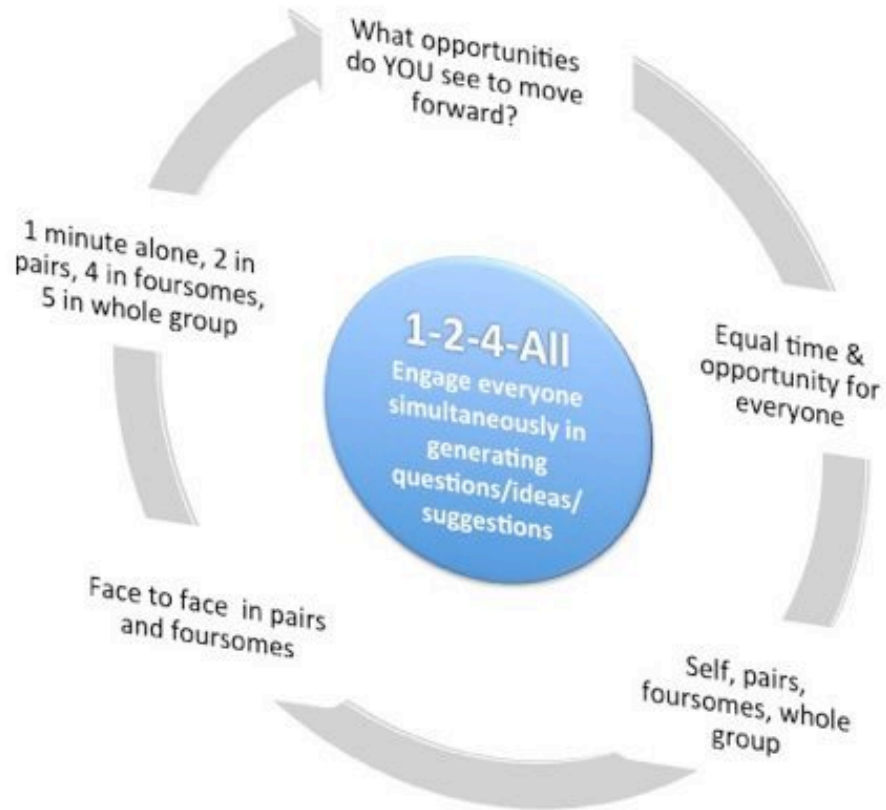 What opportunities
do YOU see to move
forward?
Equal time &
opportunity for
everyone
Self, pairs,
foursomes, whole
group
Face to face in pairs
and foursomes
1 minute alone, 2 in
pairs, 4 in foursomes,
5 in whole group
1-2-4-All
Engage everyone
simultaneously in
generating
questions/ideas/
suggestions